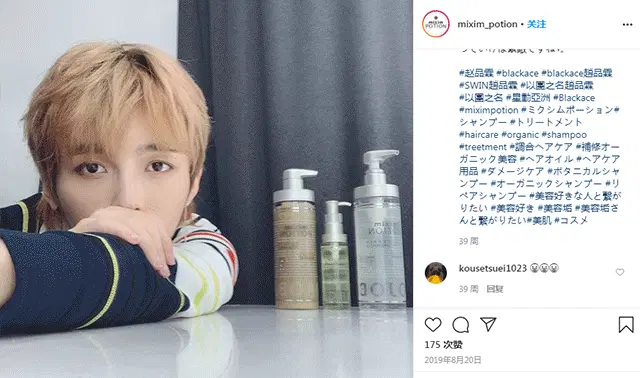 mixim_potion • 关注
#赵品霖 #blackace #blackace趙品霖
#SWIN趙品霖 #以團之名趙品霖
#以團之名 #星動亞洲 #Blackace
#miximpotion #ミクシムポーション#
シャンプー #トリートメント
#haircare #organic #shampoo
#treetment #調合ヘアケア #補修オー
ガニック美容 #ヘアオイル #ヘアケア
用品 #ダメージケア #ボタニカルシャ
ンプー #オーガニックシャンプー #リ
ペアシャンプー#美容好きな人と繋が
りたい #美容好き #美容垢 #美容垢さ
んと繋がりたい#美肌 #コスメ
39 周
kousetsuei1023
39 周 回复
175 次赞
2019年8月20日
mixim
POTION